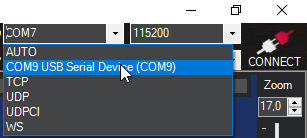 COM7 115200
AUTO
COM9 USB Serial Device (COM9)
TCP
UDP
UDPCI
WS
CONNECT
Zoom
17.0